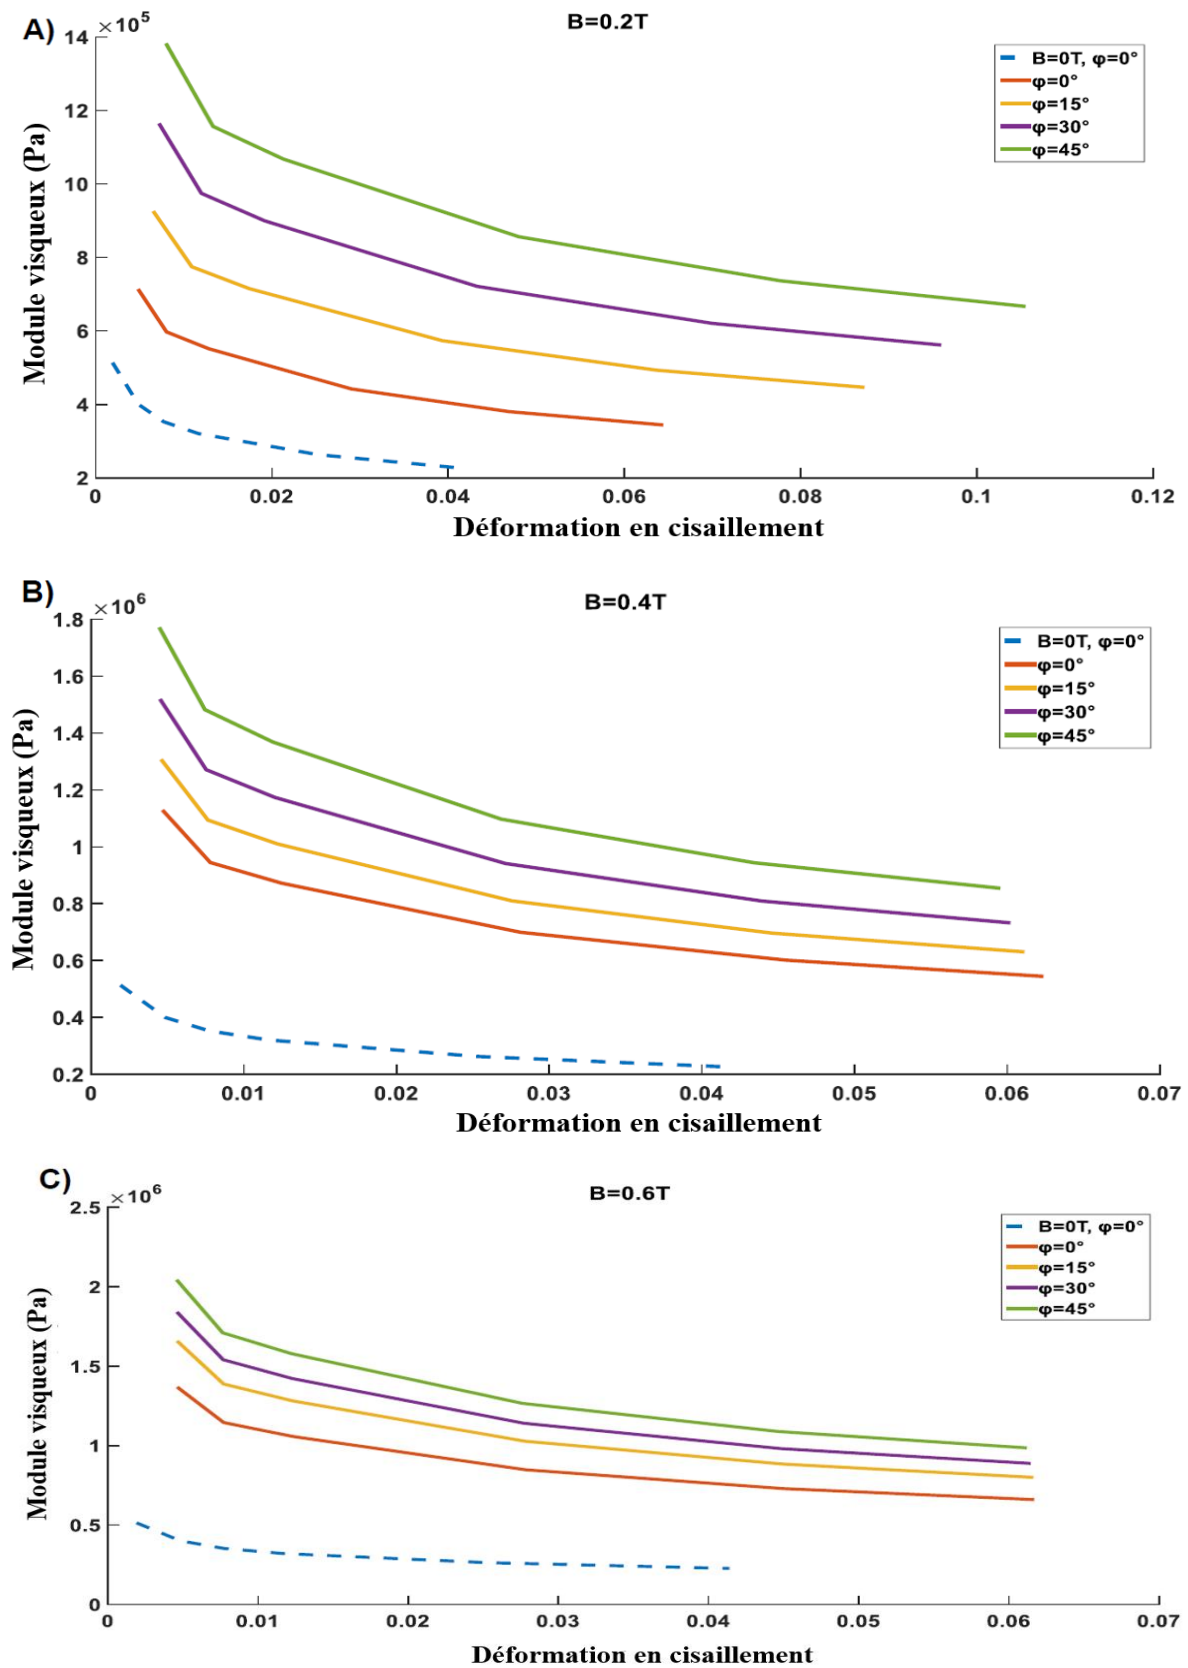 A)
×10⁵
B=0.2T
14
12
10
8
6
4
2
Module visqueux (Pa)
B=0T, φ=0°
φ=0°
φ=15°
φ=30°
φ=45°
0 0.02 0.04 0.06 0.08 0.1 0.12
Déformation en cisaillement
B)
×10⁶
B=0.4T
1.8
1.6
1.4
1.2
1
0.8
0.6
0.4
0.2
Module visqueux (Pa)
B=0T, φ=0°
φ=0°
φ=15°
φ=30°
φ=45°
0 0.01 0.02 0.03 0.04 0.05 0.06 0.07
Déformation en cisaillement
C)
×10⁶
B=0.6T
2.5
2
1.5
1
0.5
0
Module visqueux (Pa)
B=0T, φ=0°
φ=0°
φ=15°
φ=30°
φ=45°
0 0.01 0.02 0.03 0.04 0.05 0.06 0.07
Déformation en cisaillement